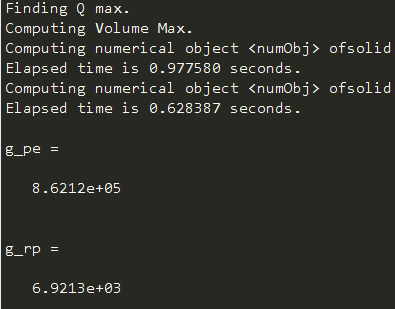 Finding Q max.
Computing Volume Max.
Computing numerical object <numObj> ofsolid
Elapsed time is 0.977580 seconds.
Computing numerical object <numObj> ofsolid
Elapsed time is 0.628387 seconds.
g_pe =
8.6212e+05
g_rp =
6.9213e+03